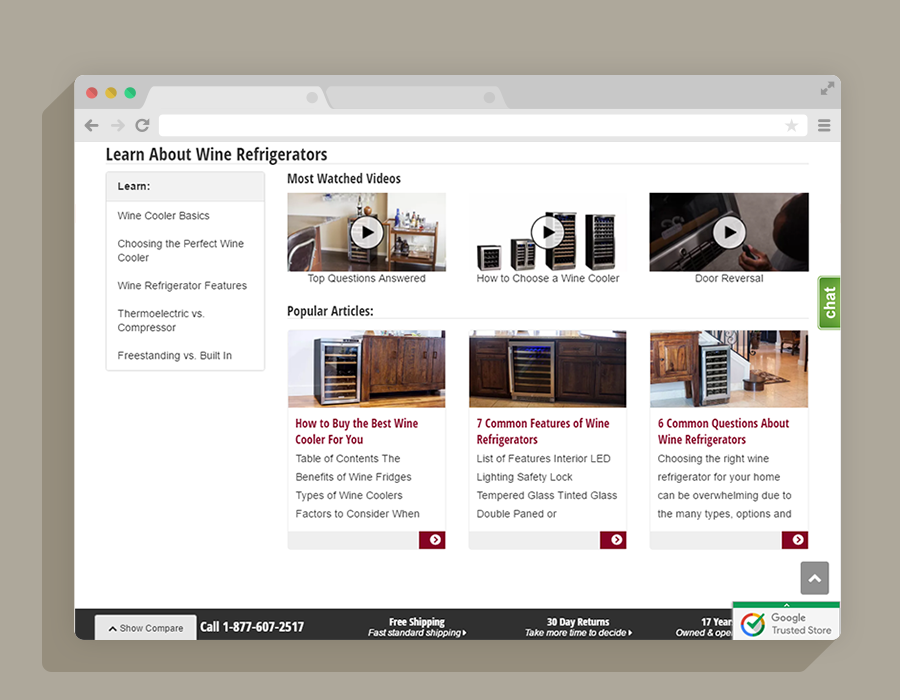 Learn About Wine Refrigerators
Learn:
Wine Cooler Basics
Choosing the Perfect Wine
Cooler
Wine Refrigerator Features
Thermoelectric vs.
Compressor
Freestanding vs. Built In
Most Watched Videos
Top Questions Answered
How to Choose a Wine Cooler
Door Reversal
Popular Articles:
How to Buy the Best Wine
Cooler For You
Table of Contents The
Benefits of Wine Fridges
Types of Wine Coolers
Factors to Consider When
7 Common Features of Wine
Refrigerators
List of Features Interior LED
Lighting Safety Lock
Tempered Glass Tinted Glass
Double Paned or
6 Common Questions About
Wine Refrigerators
Choosing the right wine
refrigerator for your home
can be overwhelming due to
the many types, options and
chat
Show Compare
Call 1-877-607-2517
Free Shipping
Fast standard shipping
30 Day Returns
Take more time to decide
17 Year
Owned & ope
Google
Trusted Store